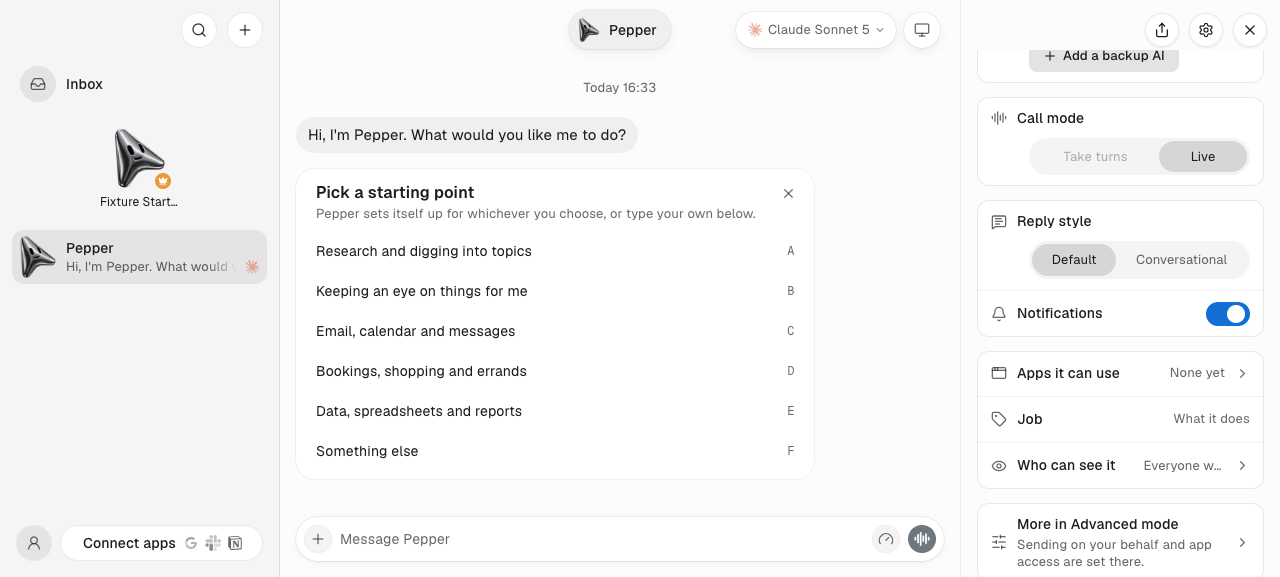 Inbox
Fixture Start...
Pepper
Hi, I'm Pepper. What would
Connect apps
Pepper
Claude Sonnet 5
Today 16:33
Hi, I'm Pepper. What would you like me to do?
Pick a starting point
Pepper sets itself up for whichever you choose, or type your own below.
Research and digging into topics A
Keeping an eye on things for me B
Email, calendar and messages C
Bookings, shopping and errands D
Data, spreadsheets and reports E
Something else F
Message Pepper
Add a backup AI
Call mode
Take turns Live
Reply style
Default Conversational
Notifications
Apps it can use None yet
Job What it does
Who can see it Everyone w...
More in Advanced mode
Sending on your behalf and app
access are set there.